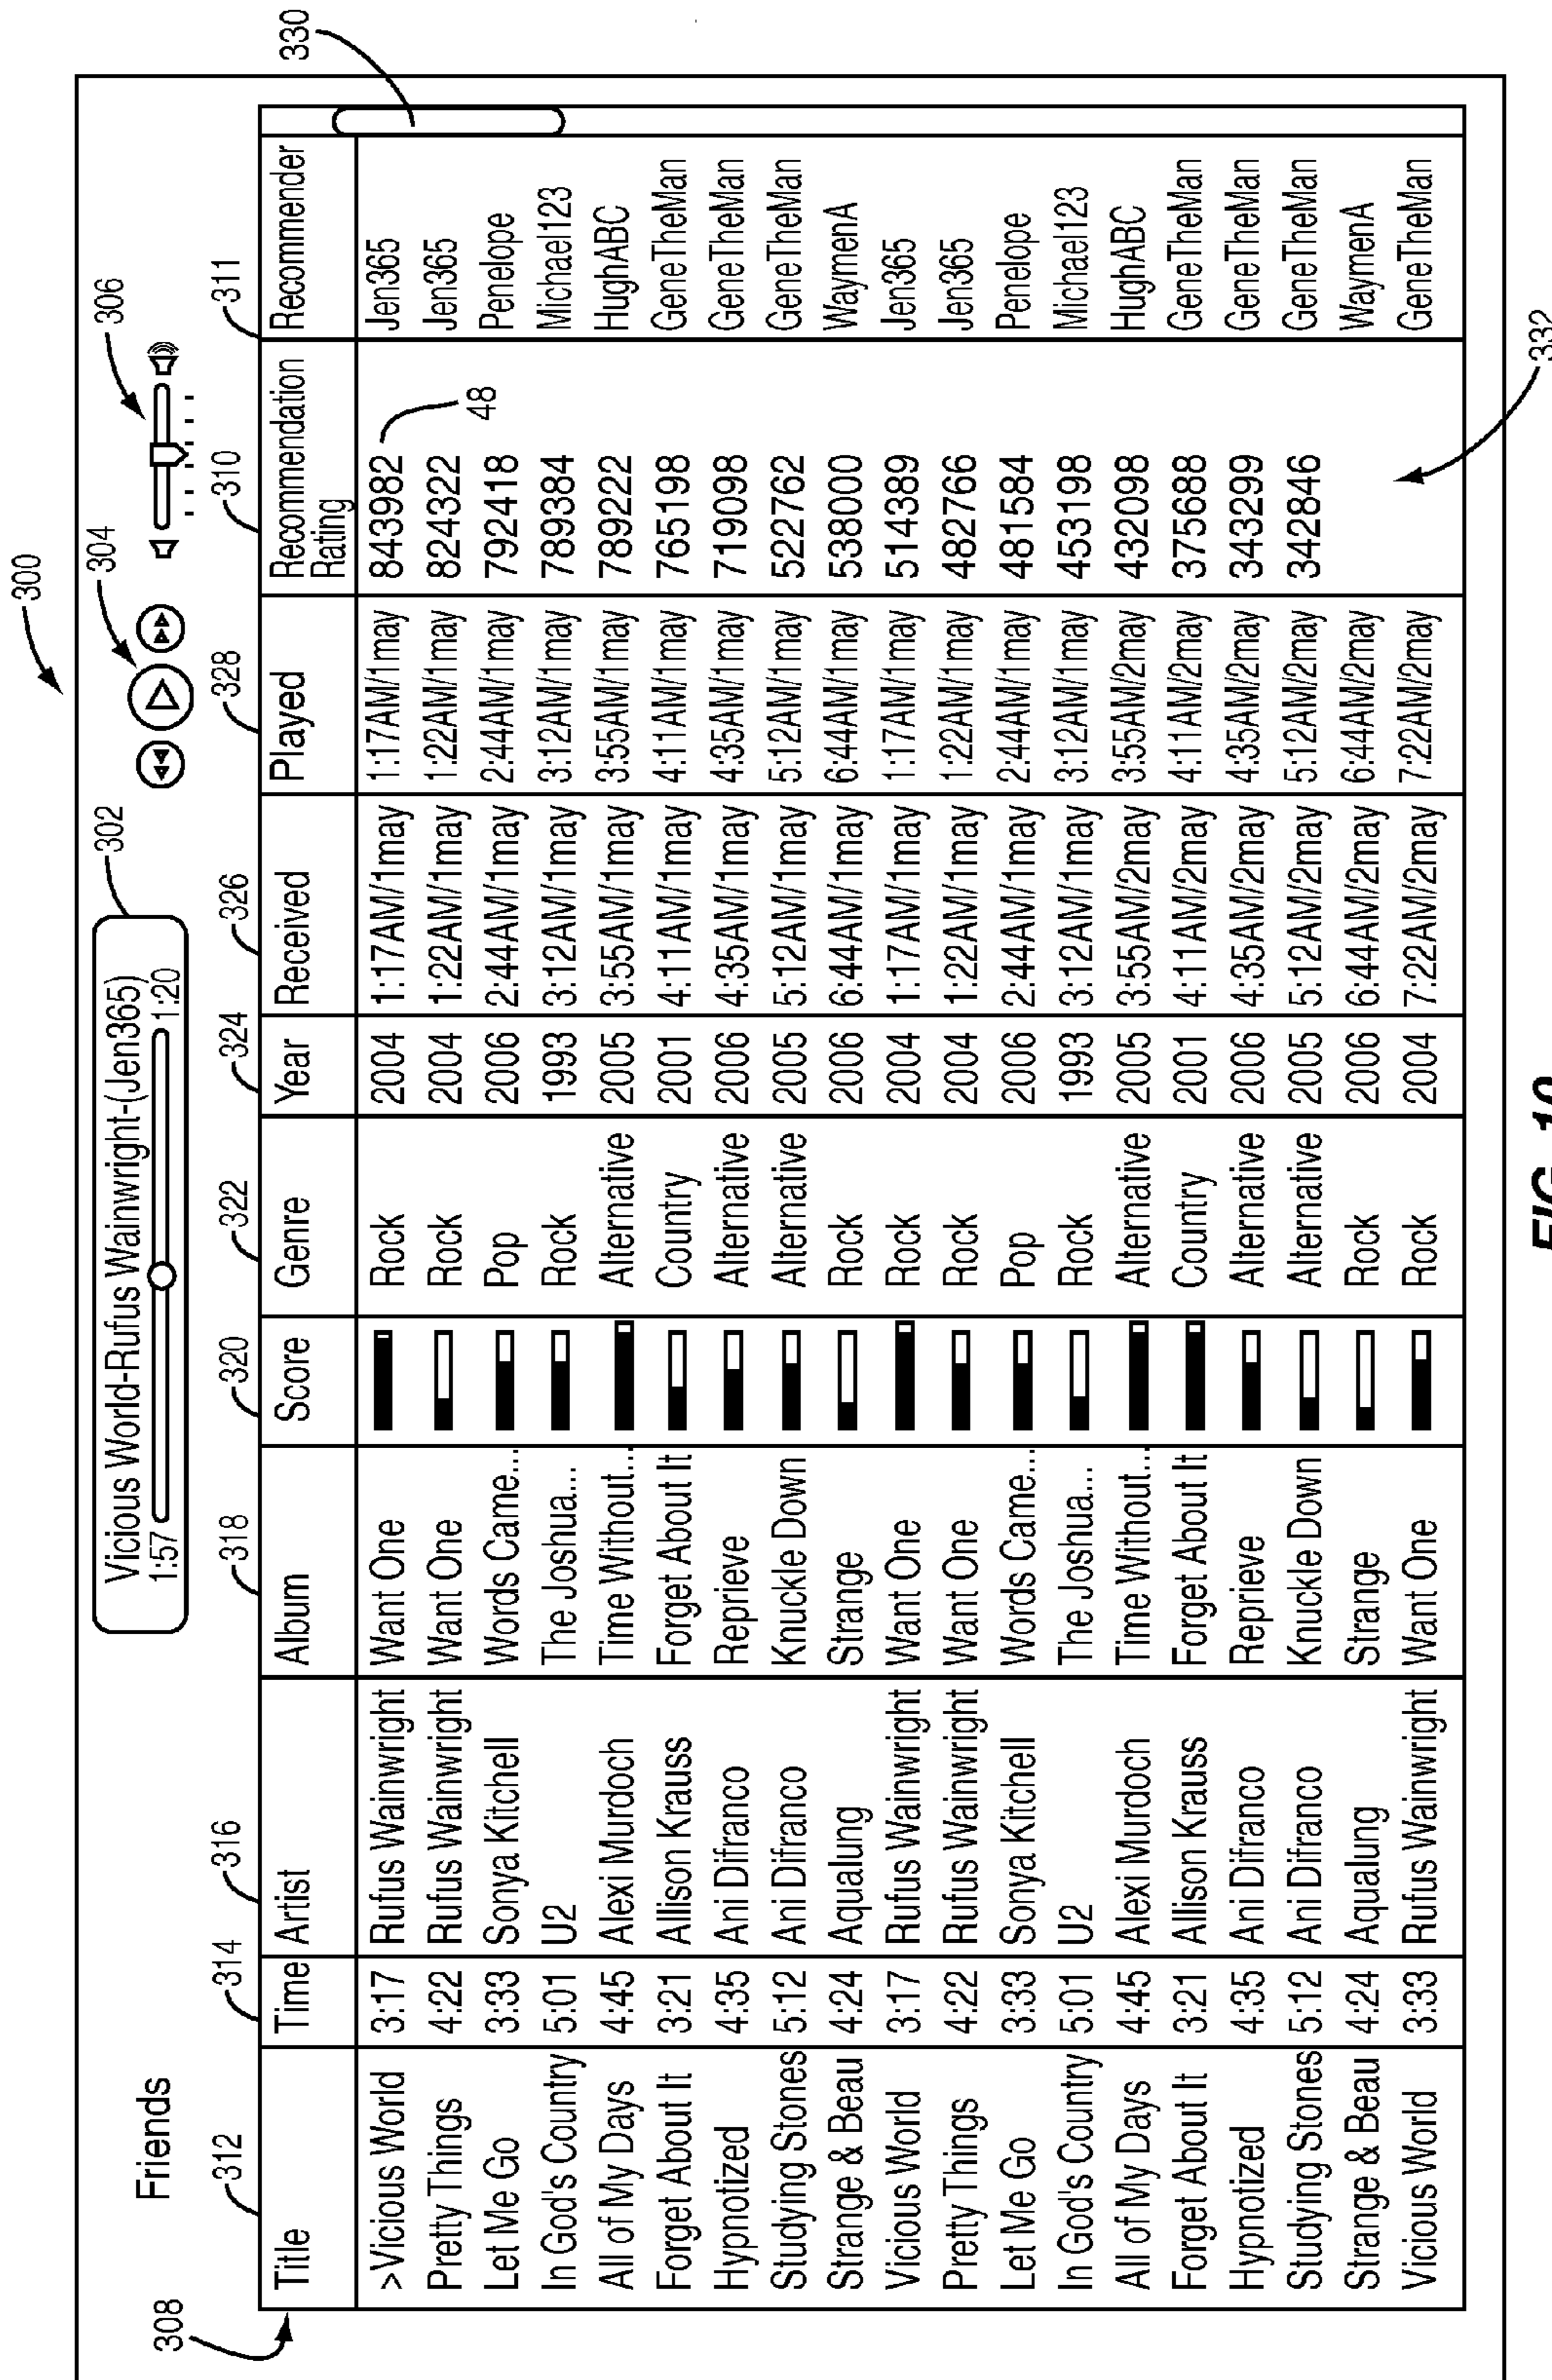 300
Friends
Vicious World-Rufus Wainwright-(Jen365)
1:57 1:20
302
304
306
308
312
314
316
318
320
322
324
326
328
310
311
330
Title Time Artist Album Score Genre Year Received Played Recommendation Rating Recommender
>Vicious World 3:17 Rufus Wainwright Want One Rock 2004 1:17AM/1may 1:17AM/1may 843982 Jen365
48
Pretty Things 4:22 Rufus Wainwright Want One Rock 2004 1:22AM/1may 1:22AM/1may 824322 Jen365
Let Me Go 3:33 Sonya Kitchell Words Came... Pop 2006 2:44AM/1may 2:44AM/1may 792418 Penelope
In God's Country 5:01 U2 The Joshua... Rock 1993 3:12AM/1may 3:12AM/1may 789384 Michael123
All of My Days 4:45 Alexi Murdoch Time Without... Alternative 2005 3:55AM/1may 3:55AM/1may 789222 HughABC
Forget About It 3:21 Allison Krauss Forget About It Country 2001 4:11AM/1may 4:11AM/1may 765198 GeneTheMan
Hypnotized 4:35 Ani Difranco Reprieve Alternative 2006 4:35AM/1may 4:35AM/1may 719098 GeneTheMan
Studying Stones 5:12 Ani Difranco Knuckle Down Alternative 2005 5:12AM/1may 5:12AM/1may 522762 GeneTheMan
Strange & Beau 4:24 Aqualung Strange Rock 2006 6:44AM/1may 6:44AM/1may 538000 WaymenA
Vicious World 3:17 Rufus Wainwright Want One Rock 2004 1:17AM/1may 1:17AM/1may 514389 Jen365
Pretty Things 4:22 Rufus Wainwright Want One Rock 2004 1:22AM/1may 1:22AM/1may 482766 Jen365
Let Me Go 3:33 Sonya Kitchell Words Came... Pop 2006 2:44AM/1may 2:44AM/1may 481584 Penelope
In God's Country 5:01 U2 The Joshua... Rock 1993 3:12AM/1may 3:12AM/1may 453198 Michael123
All of My Days 4:45 Alexi Murdoch Time Without... Alternative 2005 3:55AM/2may 3:55AM/2may 432098 HughABC
Forget About It 3:21 Allison Krauss Forget About It Country 2001 4:11AM/2may 4:11AM/2may 375688 GeneTheMan
Hypnotized 4:35 Ani Difranco Reprieve Alternative 2006 4:35AM/2may 4:35AM/2may 343299 GeneTheMan
Studying Stones 5:12 Ani Difranco Knuckle Down Alternative 2005 5:12AM/2may 5:12AM/2may 342846 GeneTheMan
Strange & Beau 4:24 Aqualung Strange Rock 2006 6:44AM/2may 6:44AM/2may WaymenA
Vicious World 3:33 Rufus Wainwright Want One Rock 2004 7:22AM/2may 7:22AM/2may GeneTheMan
332
FIG.